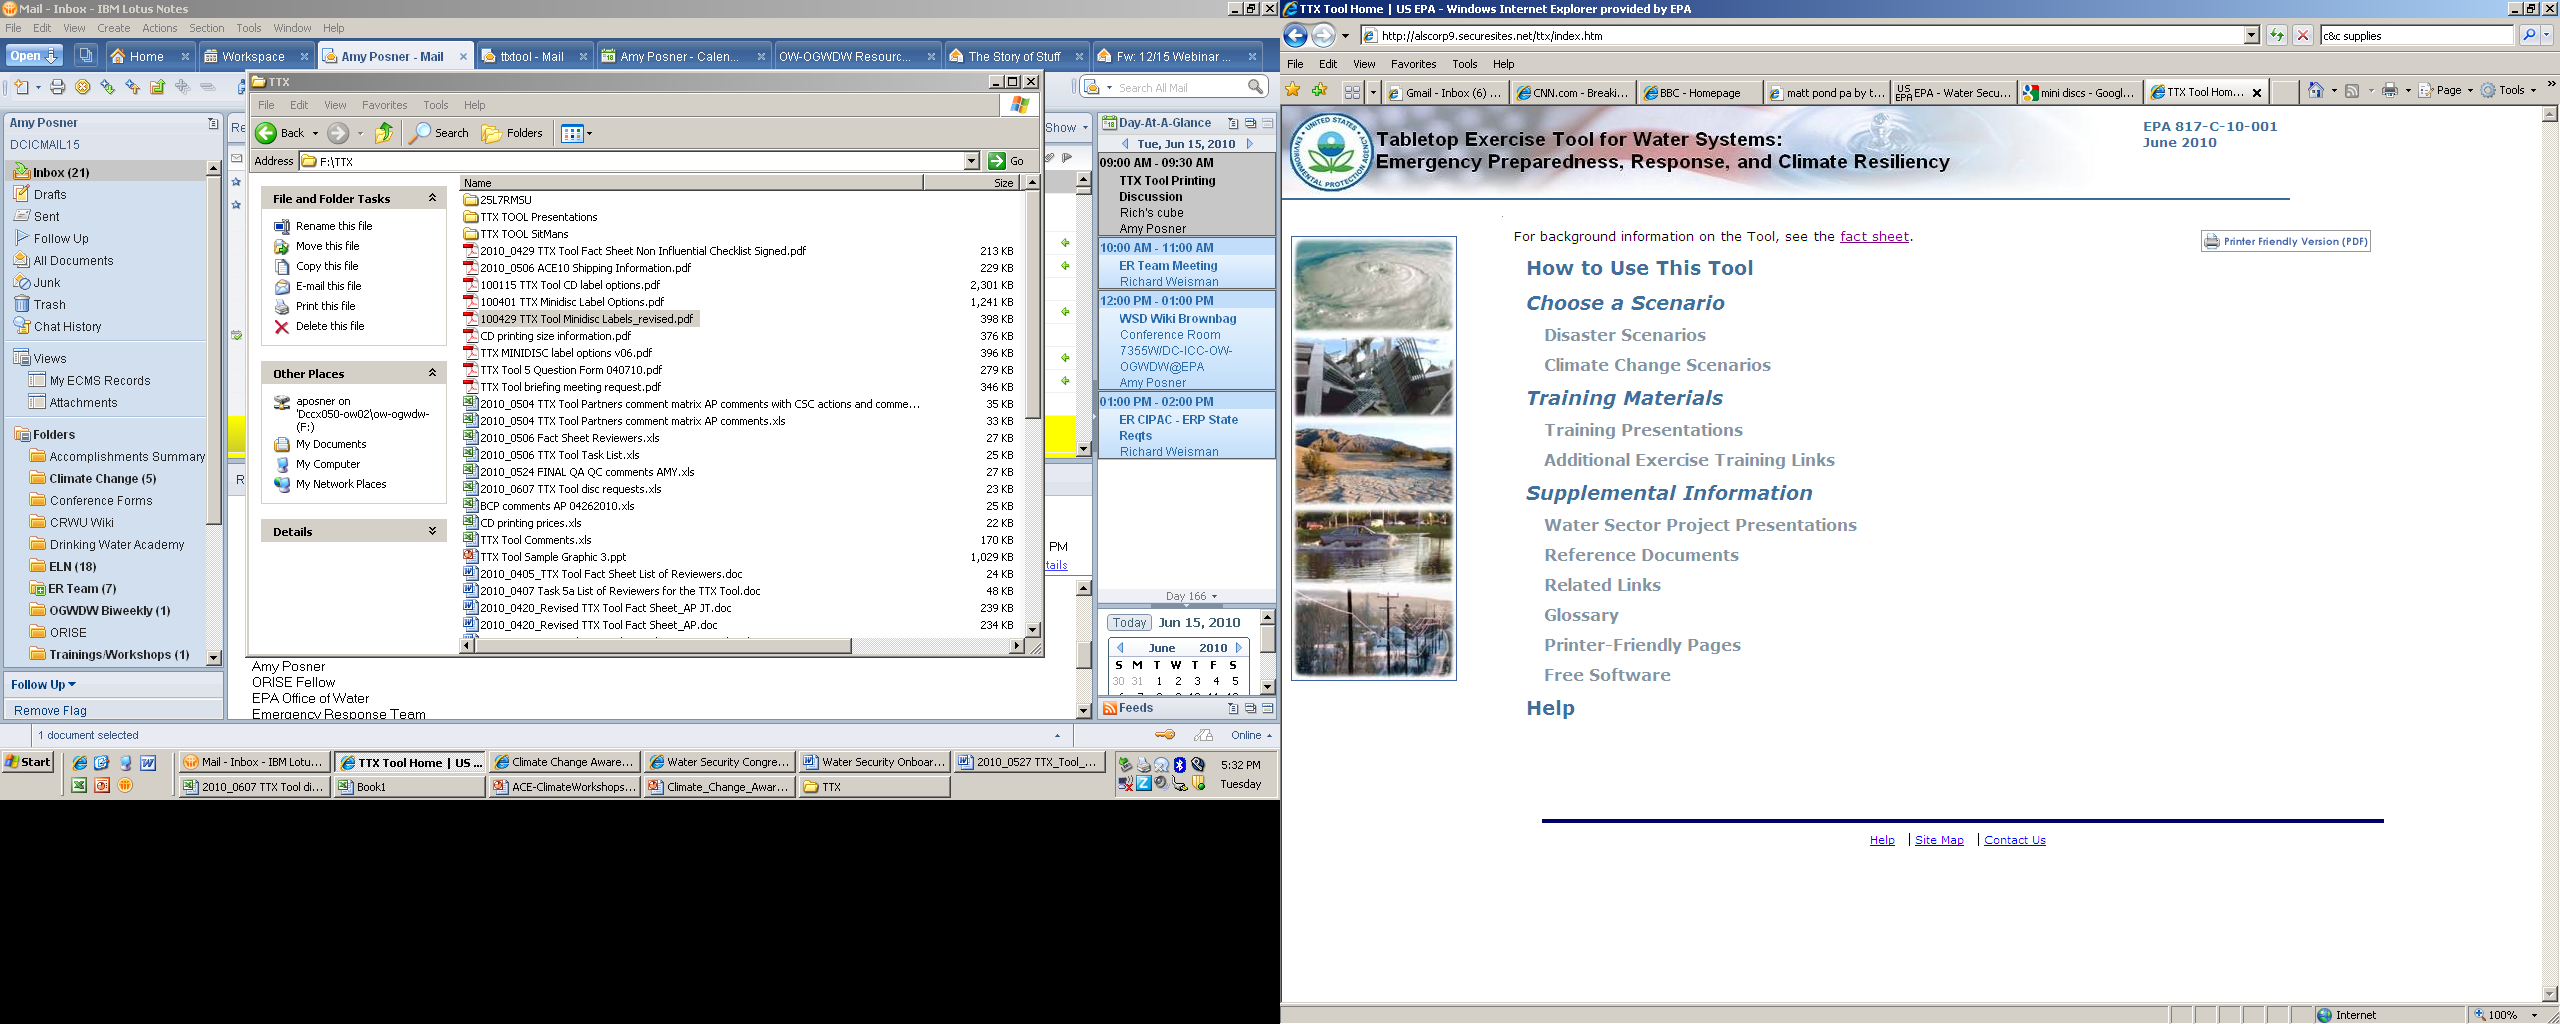 Mail - Inbox - IBM Lotus Notes
File Edit View Create Actions Section Tools Window Help
Open Home Workspace Amy Posner - Mail ttxtool - Mail Amy Posner - Calen... OW-OGWDW Resourc... The Story of Stuff Fw: 12/15 Webinar ...
Search All Mail
Amy Posner
DCICMAIL15
Inbox (21)
Drafts
Sent
Follow Up
All Documents
Junk
Trash
Chat History
Views
My ECMS Records
Attachments
Folders
Accomplishments Summary
Climate Change (5)
Conference Forms
CRWU Wiki
Drinking Water Academy
ELN (18)
ER Team (7)
OGWDW Biweekly (1)
ORISE
Trainings/Workshops (1)
Follow Up
Remove Flag
1 document selected
TTX
File Edit View Favorites Tools Help
Back Search Folders
Address F:\TTX Go
File and Folder Tasks
Rename this file
Move this file
Copy this file
E-mail this file
Print this file
Delete this file
Other Places
aposner on
'Dccx050-ow02\ow-ogwdw-
(F:)
My Documents
My Computer
My Network Places
Details
Name Size
25L7RMSU
TTX TOOL Presentations
TTX TOOL SitMans
2010_0429 TTX Tool Fact Sheet Non Influential Checklist Signed.pdf 213 KB
2010_0506 ACE10 Shipping Information.pdf 229 KB
100115 TTX Tool CD label options.pdf 2,301 KB
100401 TTX Minidisc Label Options.pdf 1,241 KB
100429 TTX Tool Minidisc Labels_revised.pdf 398 KB
CD printing size information.pdf 376 KB
TTX MINIDISC label options v06.pdf 396 KB
TTX Tool 5 Question Form 040710.pdf 279 KB
TTX Tool briefing meeting request.pdf 346 KB
2010_0504 TTX Tool Partners comment matrix AP comments with CSC actions and comme... 35 KB
2010_0504 TTX Tool Partners comment matrix AP comments.xls 33 KB
2010_0506 Fact Sheet Reviewers.xls 27 KB
2010_0506 TTX Tool Task List.xls 25 KB
2010_0524 FINAL QA QC comments AMY.xls 27 KB
2010_0607 TTX Tool disc requests.xls 23 KB
BCP comments AP 04262010.xls 25 KB
CD printing prices.xls 22 KB
TTX Tool Comments.xls 170 KB
TTX Tool Sample Graphic 3.ppt 1,029 KB
2010_0405_TTX Tool Fact Sheet List of Reviewers.doc 24 KB
2010_0407 Task 5a List of Reviewers for the TTX Tool.doc 48 KB
2010_0420_Revised TTX Tool Fact Sheet_AP JT.doc 239 KB
2010_0420_Revised TTX Tool Fact Sheet_AP.doc 234 KB
Amy Posner
ORISE Fellow
EPA Office of Water
Emergency Response Team
Show
PM
tails
Day-At-A-Glance
Tue, Jun 15, 2010
09:00 AM - 09:30 AM
TTX Tool Printing
Discussion
Rich's cube
Amy Posner
10:00 AM - 11:00 AM
ER Team Meeting
Richard Weisman
12:00 PM - 01:00 PM
WSD Wiki Brownbag
Conference Room
7355W/DC-ICC-OW-
OGWDW@EPA
Amy Posner
01:00 PM - 02:00 PM
ER CIPAC - ERP State
Reqts
Richard Weisman
Day 166
Today Jun 15, 2010
June 2010
S M T W T F S
30 31 1 2 3 4 5
Feeds
Online
Start Mail - Inbox - IBM Lotu... TTX Tool Home | US ... Climate Change Aware... Water Security Congre... Water Security Onboar... 2010_0527 TTX_Tool_... 5:32 PM
2010_0607 TTX Tool di... Book1 ACE-ClimateWorkshops... Climate_Change_Awar... TTX Tuesday
TTX Tool Home | US EPA - Windows Internet Explorer provided by EPA
http://alscorp9.securesites.net/ttx/index.htm c&c supplies
File Edit View Favorites Tools Help
Gmail - Inbox (6) ... CNN.com - Breaki... BBC - Homepage matt pond pa by t... US EPA EPA - Water Secu... mini discs - Googl... TTX Tool Hom... Page Tools
UNITED STATES ENVIRONMENTAL PROTECTION AGENCY
Tabletop Exercise Tool for Water Systems:
Emergency Preparedness, Response, and Climate Resiliency
EPA 817-C-10-001
June 2010
For background information on the Tool, see the fact sheet.
Printer Friendly Version (PDF)
How to Use This Tool
Choose a Scenario
Disaster Scenarios
Climate Change Scenarios
Training Materials
Training Presentations
Additional Exercise Training Links
Supplemental Information
Water Sector Project Presentations
Reference Documents
Related Links
Glossary
Printer-Friendly Pages
Free Software
Help
Help | Site Map | Contact Us
Internet 100%